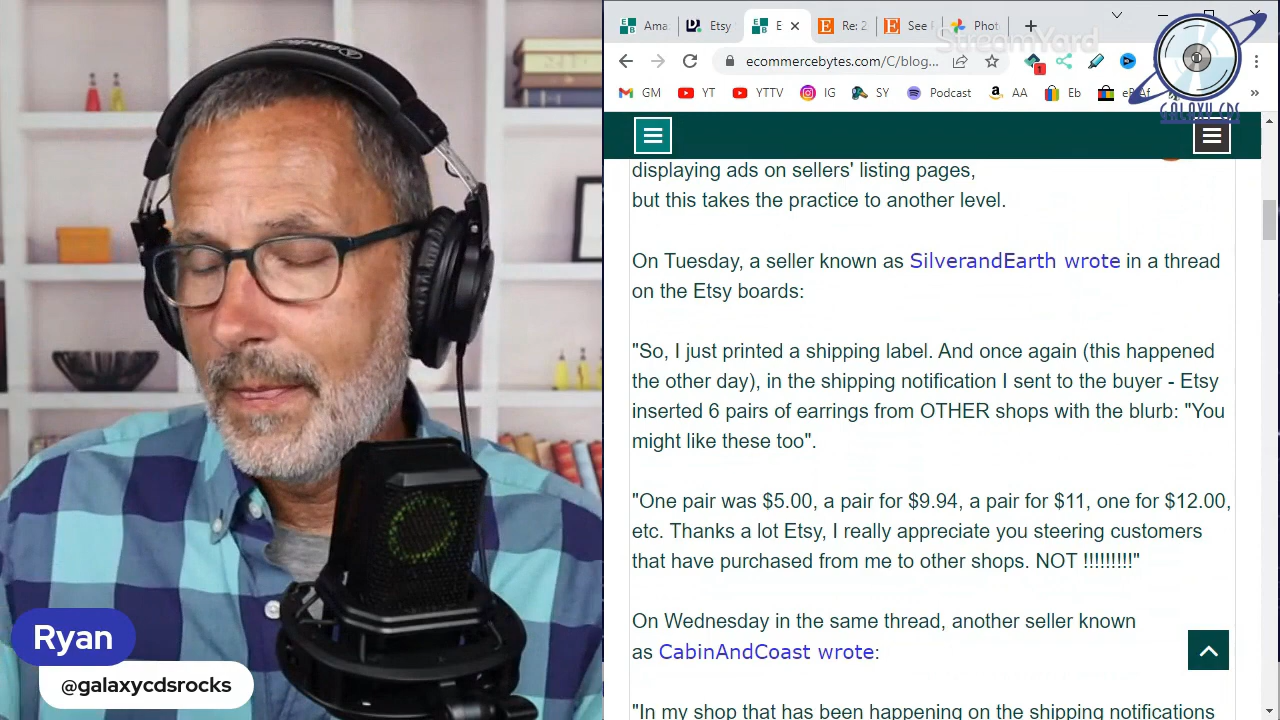 Ama
Etsy
E
Re: 2
See F
Phot
StreamYard
ecommercebytes.com/C/blog...
1
GM
YT
YTTV
IG
SY
Podcast
AA
Eb
»
GALAXY CDS
displaying ads on sellers' listing pages,
but this takes the practice to another level.
On Tuesday, a seller known as SilverandEarth wrote in a thread
on the Etsy boards:
"So, I just printed a shipping label. And once again (this happened
the other day), in the shipping notification I sent to the buyer - Etsy
inserted 6 pairs of earrings from OTHER shops with the blurb: "You
might like these too".
"One pair was $5.00, a pair for $9.94, a pair for $11, one for $12.00,
etc. Thanks a lot Etsy, I really appreciate you steering customers
that have purchased from me to other shops. NOT !!!!!!!!!"
On Wednesday in the same thread, another seller known
as CabinAndCoast wrote:
"In my shop that has been happening on the shipping notifications
Ryan
@galaxycdsrocks
audio